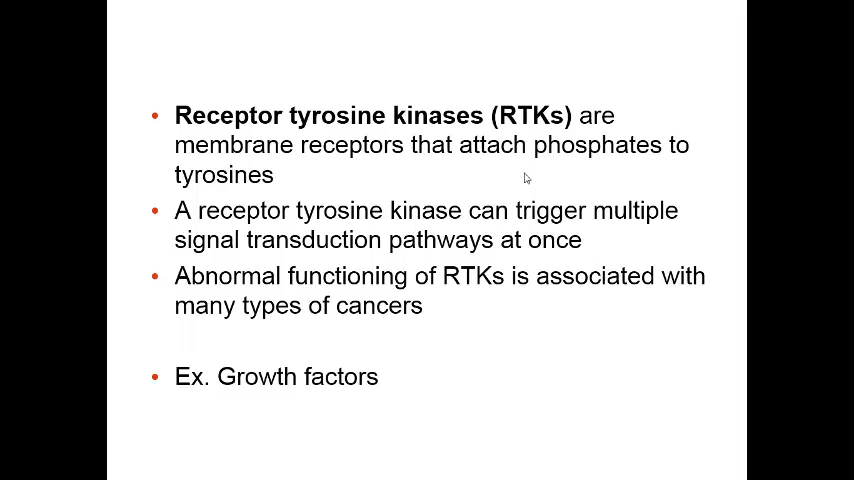 • Receptor tyrosine kinases (RTKs) are
membrane receptors that attach phosphates to
tyrosines
• A receptor tyrosine kinase can trigger multiple
signal transduction pathways at once
• Abnormal functioning of RTKs is associated with
many types of cancers
• Ex. Growth factors